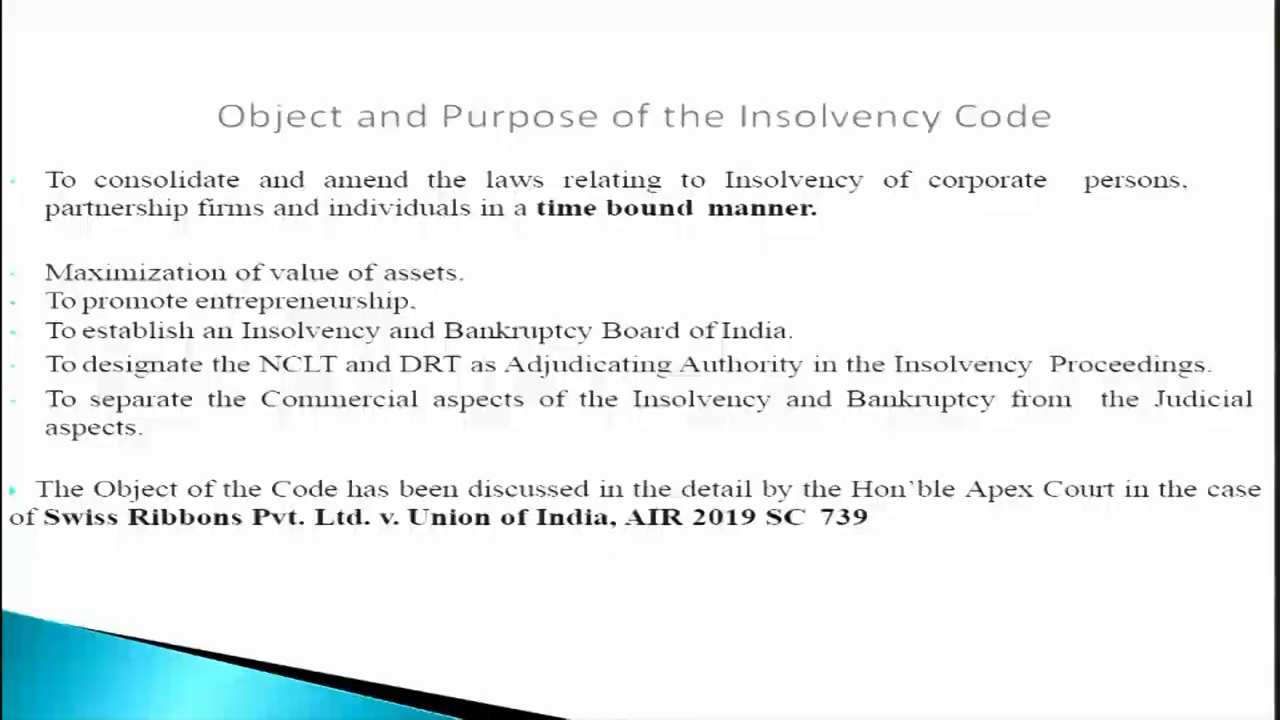 Object and Purpose of the Insolvency Code
To consolidate and amend the laws relating to Insolvency of corporate persons,
partnership firms and individuals in a time bound manner.
Maximization of value of assets.
To promote entrepreneurship.
To establish an Insolvency and Bankruptcy Board of India.
To designate the NCLT and DRT as Adjudicating Authority in the Insolvency Proceedings.
To separate the Commercial aspects of the Insolvency and Bankruptcy from the Judicial
aspects.
The Object of the Code has been discussed in the detail by the Hon`ble Apex Court in the case
of Swiss Ribbons Pvt. Ltd. v. Union of India, AIR 2019 SC 739